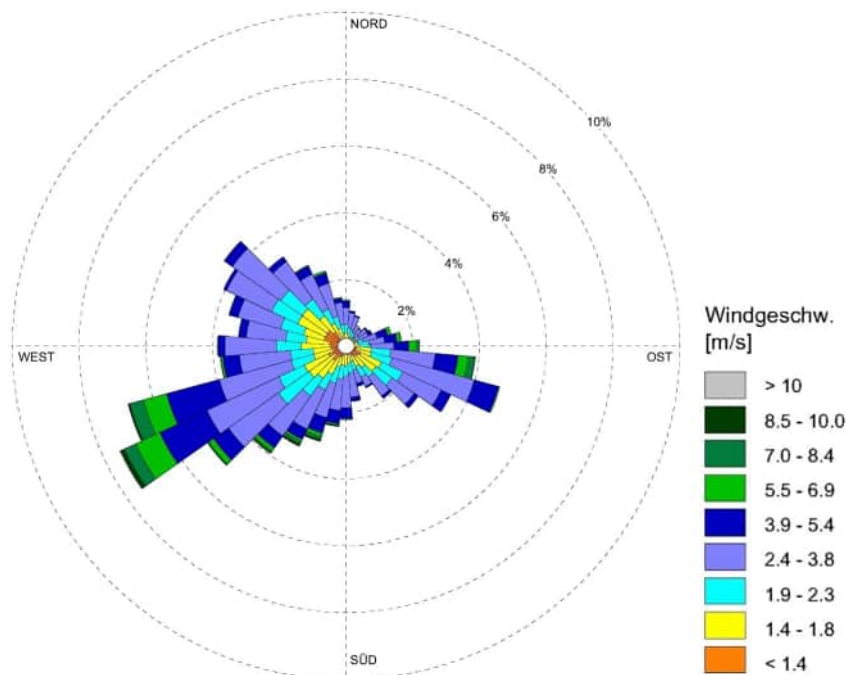 NORD
10%
8%
6%
4%
2%
WEST
OST
SÜD
Windgeschw.
[m/s]
> 10
8.5 - 10.0
7.0 - 8.4
5.5 - 6.9
3.9 - 5.4
2.4 - 3.8
1.9 - 2.3
1.4 - 1.8
< 1.4